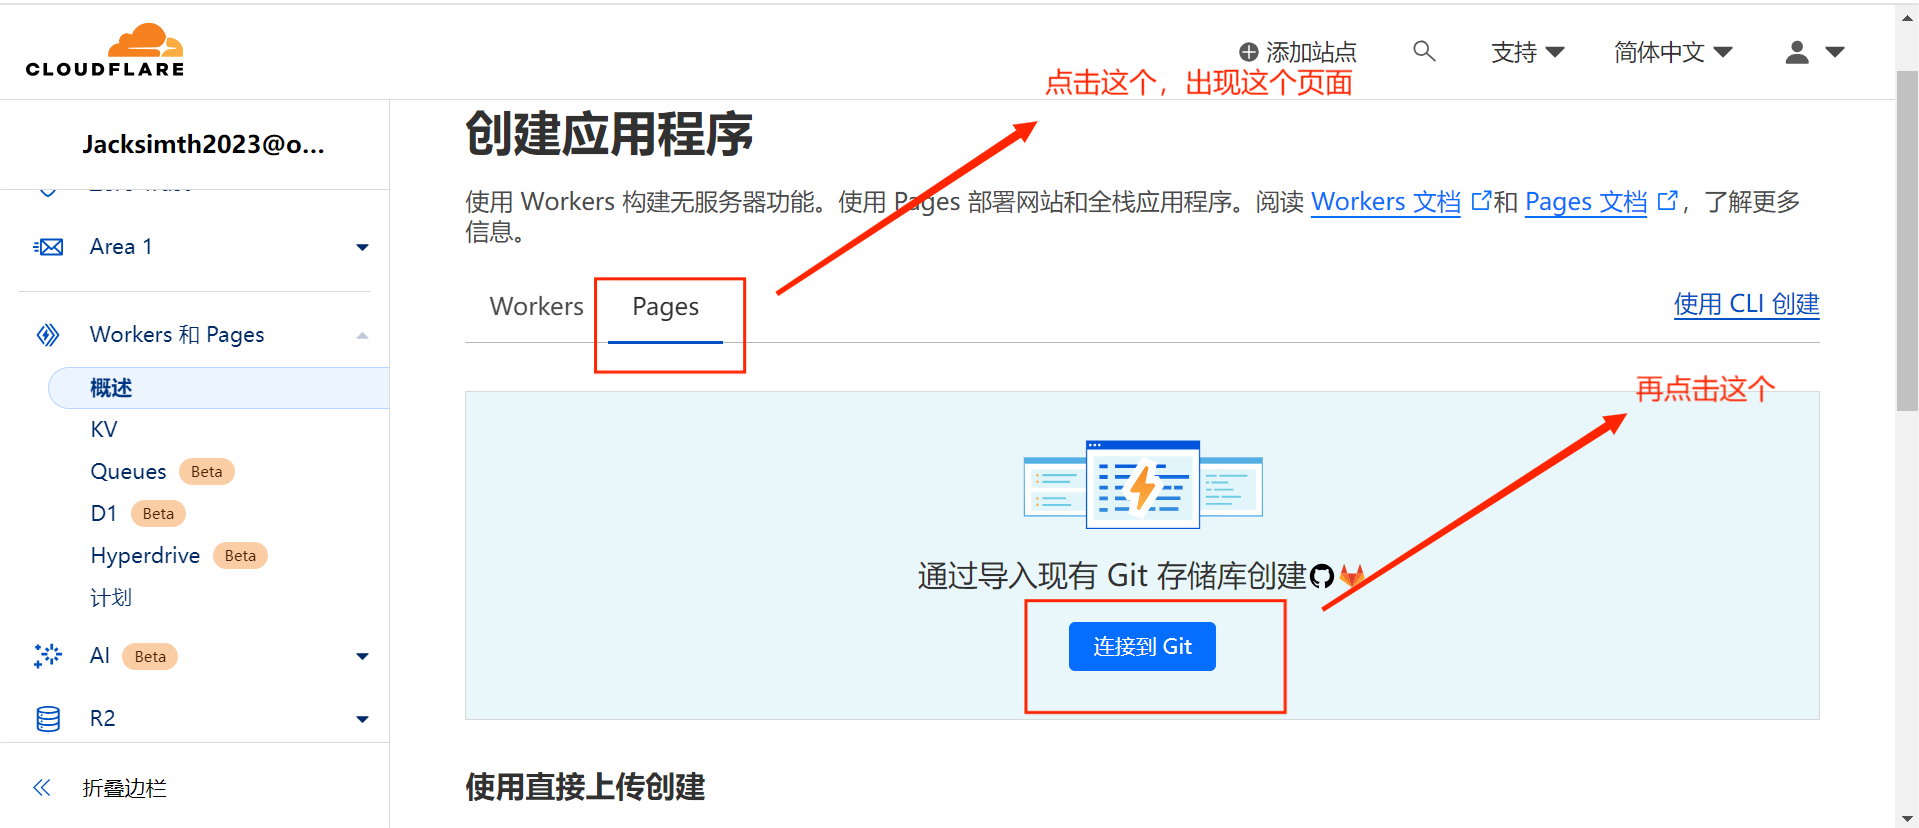 CLOUDFLARE
添加站点
支持
简体中文
点击这个，出现这个页面
Jacksimth2023@o...
Area 1
Workers 和 Pages
概述
KV
Queues Beta
D1 Beta
Hyperdrive Beta
计划
AI Beta
R2
折叠边栏
创建应用程序
使用 Workers 构建无服务器功能。使用 Pages 部署网站和全栈应用程序。阅读 Workers 文档 和 Pages 文档 ，了解更多
信息。
Workers
Pages
使用 CLI 创建
再点击这个
通过导入现有 Git 存储库创建
连接到 Git
使用直接上传创建